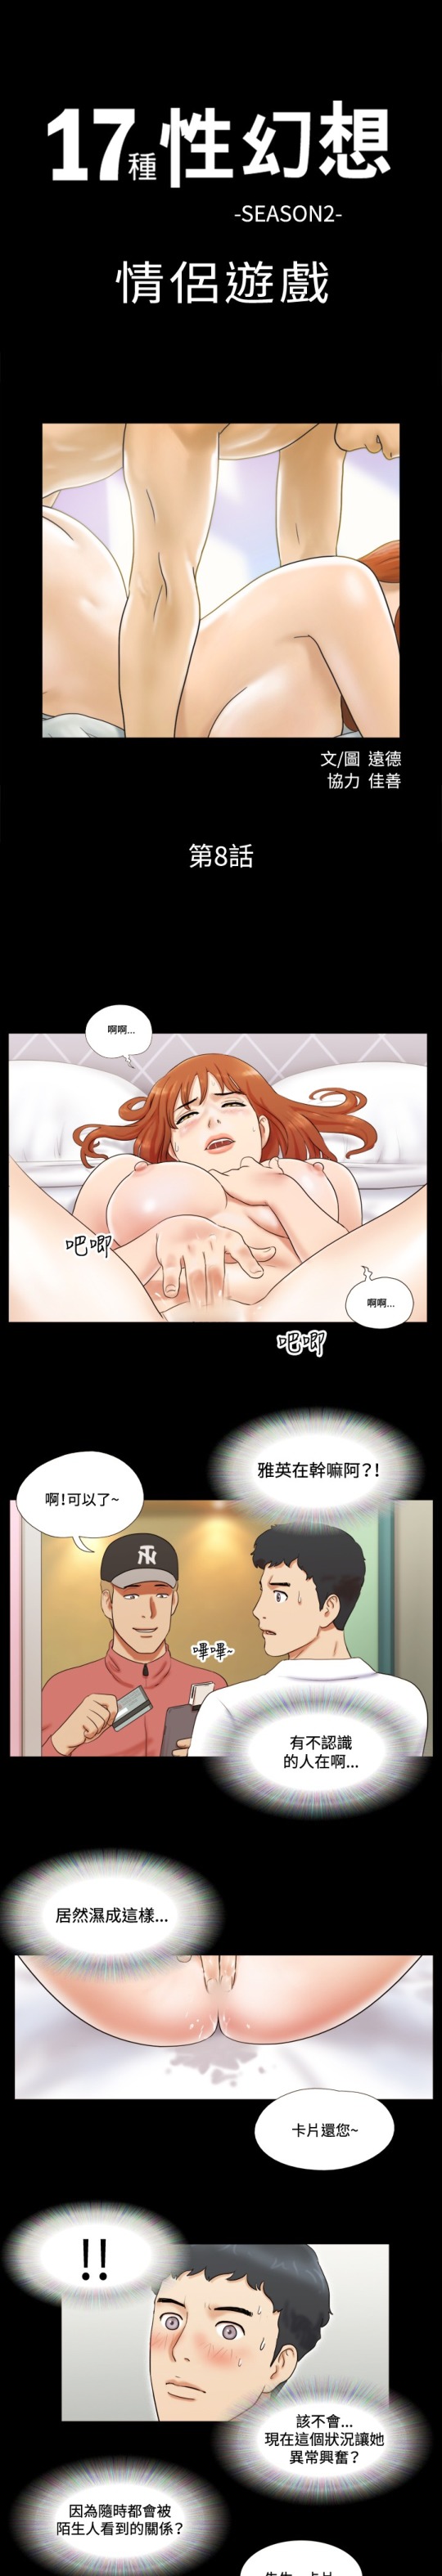 17種性幻想
-SEASON2-
情侶遊戲
文/圖 遠德
協力 佳善
第8話
啊啊...
吧唧
啊啊...
吧唧
雅英在幹嘛阿?!
啊!可以了~
嗶嗶~
有不認識
的人在啊...
居然濕成這樣...
卡片還您~
!!
該不會...
現在這個狀況讓她
異常興奮?
因為隨時都會被
陌生人看到的關係?